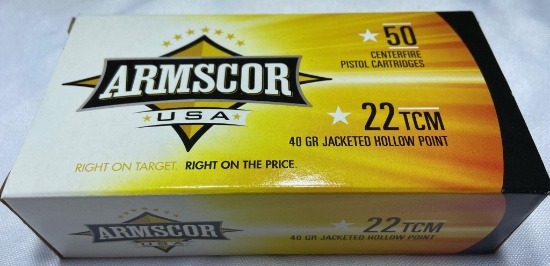 ARMSCOR
USA
RIGHT ON TARGET. RIGHT ON THE PRICE.
50
CENTERFIRE
PISTOL CARTRIDGES
22TCM
40 GR JACKETED HOLLOW POINT
ARMSCOR
USA
22TCM
40 GR JACKETED HOLLOW POINT